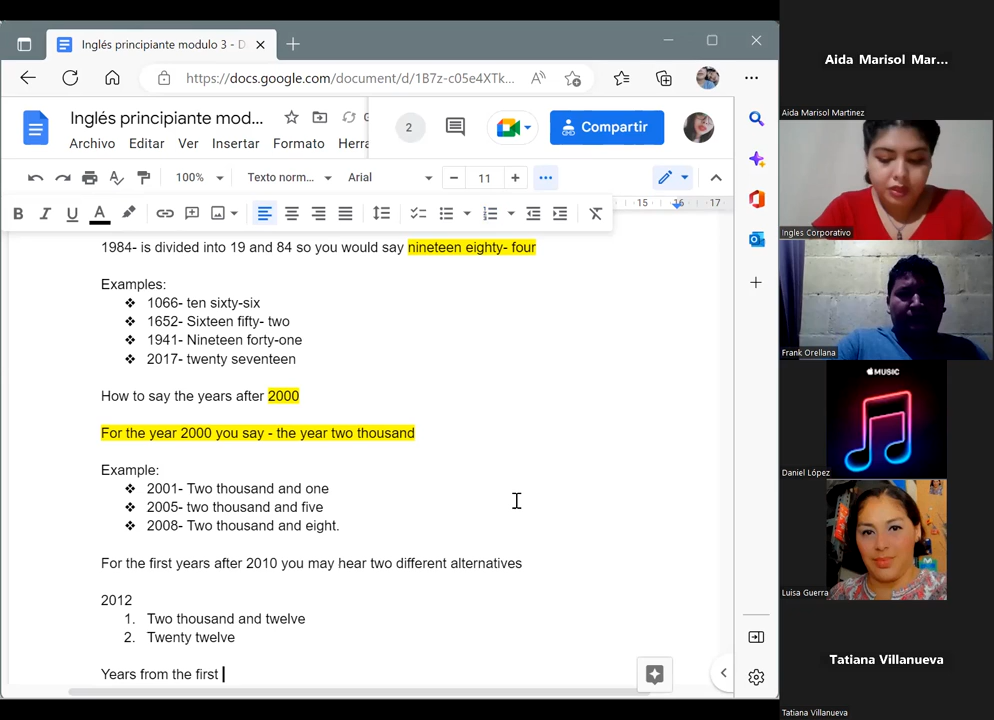 Inglés principiante modulo 3 - D
https://docs.google.com/document/d/1B7z-c05e4XTk...
Inglés principiante mod...
2
Compartir
Archivo Editar Ver Insertar Formato Herra
100% Texto norm... Arial 11
15 16 17
1984- is divided into 19 and 84 so you would say nineteen eighty- four
Examples:
1066- ten sixty-six
1652- Sixteen fifty- two
1941- Nineteen forty-one
2017- twenty seventeen
How to say the years after 2000
For the year 2000 you say - the year two thousand
Example:
2001- Two thousand and one
2005- two thousand and five
2008- Two thousand and eight.
For the first years after 2010 you may hear two different alternatives
2012
1. Two thousand and twelve
2. Twenty twelve
Years from the first
Aida Marisol Mar...
Aida Marisol Martinez
Ingles Corporativo
Frank Orellana
MUSIC
Daniel López
Luisa Guerra
Tatiana Villanueva
Tatiana Villanueva